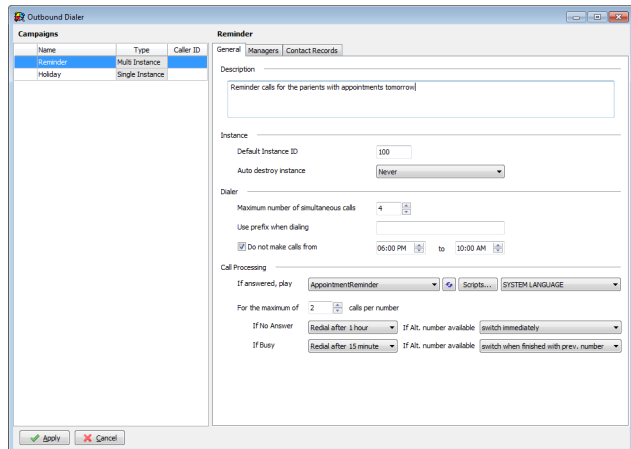 Outbound Dialer
Campaigns
Name Type Caller ID
Reminder Multi Instance
Holiday Single Instance
Reminder
General Managers Contact Records
Description
Reminder calls for the parients with appointments tomorrow
Instance
Default Instance ID 100
Auto destroy instance Never
Dialer
Maximum number of simultaneous calls 4
Use prefix when dialing
Do not make calls from 06:00 PM to 10:00 AM
Call Processing
If answered, play AppointmentReminder Scripts... SYSTEM LANGUAGE
For the maximum of 2 calls per number
If No Answer Redial after 1 hour If Alt. number available switch immediately
If Busy Redial after 15 minute If Alt. number available switch when finished with prev. number
Apply Cancel